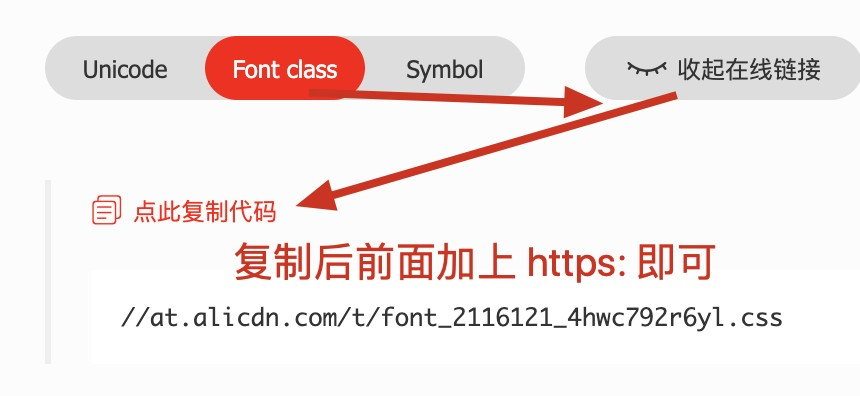 Unicode Font class Symbol 收起在线链接
点此复制代码
复制后前面加上 https: 即可
//at.alicdn.com/t/font_2116121_4hwc792r6yl.css